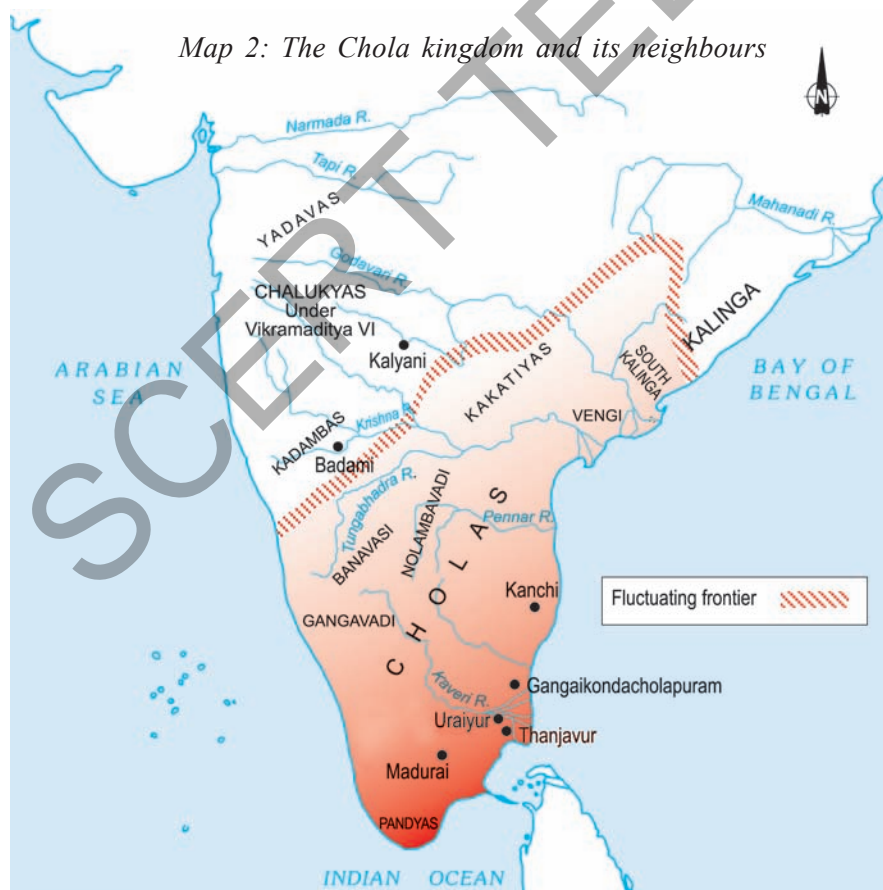 Map 2: The Chola kingdom and its neighbours
N
Narmada R.
Tapi R.
Mahanadi R.
YADAVAS
Godavari R.
CHALUKYAS
Under
Vikramaditya VI
Kalyani
KALINGA
SOUTH
KALINGA
KAKATIYAS
ARABIAN
SEA
BAY OF
BENGAL
VENGI
Krishna R.
KADAMBAS
Badami
Tungabhadra R.
NOLAMBAVADI
BANAVASI
Pennar R.
CHOLAS
Kanchi
Fluctuating frontier
GANGAVADI
Kaveri R.
Gangaikondacholapuram
Uraiyur
Thanjavur
Madurai
PANDYAS
INDIAN OCEAN
SCERT TE